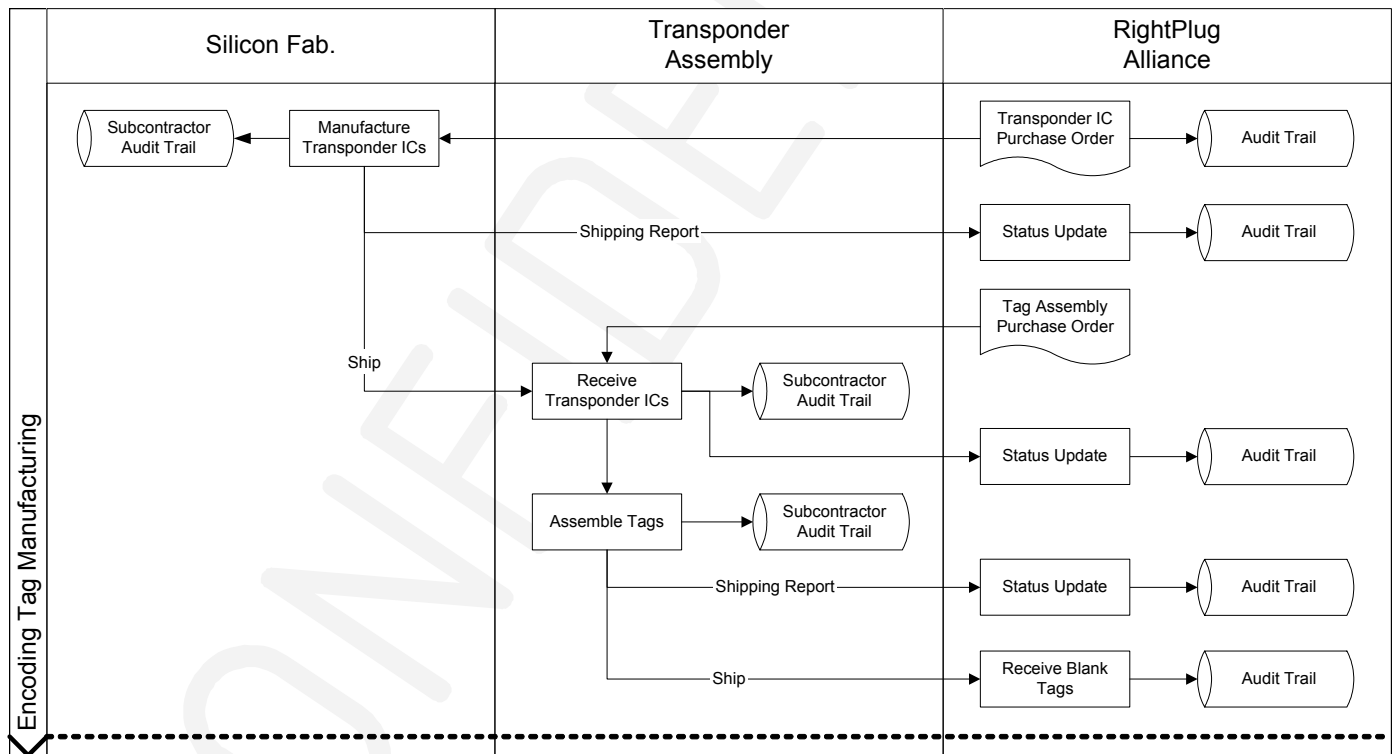 Silicon Fab.
Transponder
Assembly
RightPlug
Alliance
Encoding Tag Manufacturing
Subcontractor
Audit Trail
Manufacture
Transponder ICs
Transponder IC
Purchase Order
Audit Trail
Shipping Report
Status Update
Audit Trail
Tag Assembly
Purchase Order
Ship
Receive
Transponder ICs
Subcontractor
Audit Trail
Status Update
Audit Trail
Assemble Tags
Subcontractor
Audit Trail
Shipping Report
Status Update
Audit Trail
Ship
Receive Blank
Tags
Audit Trail